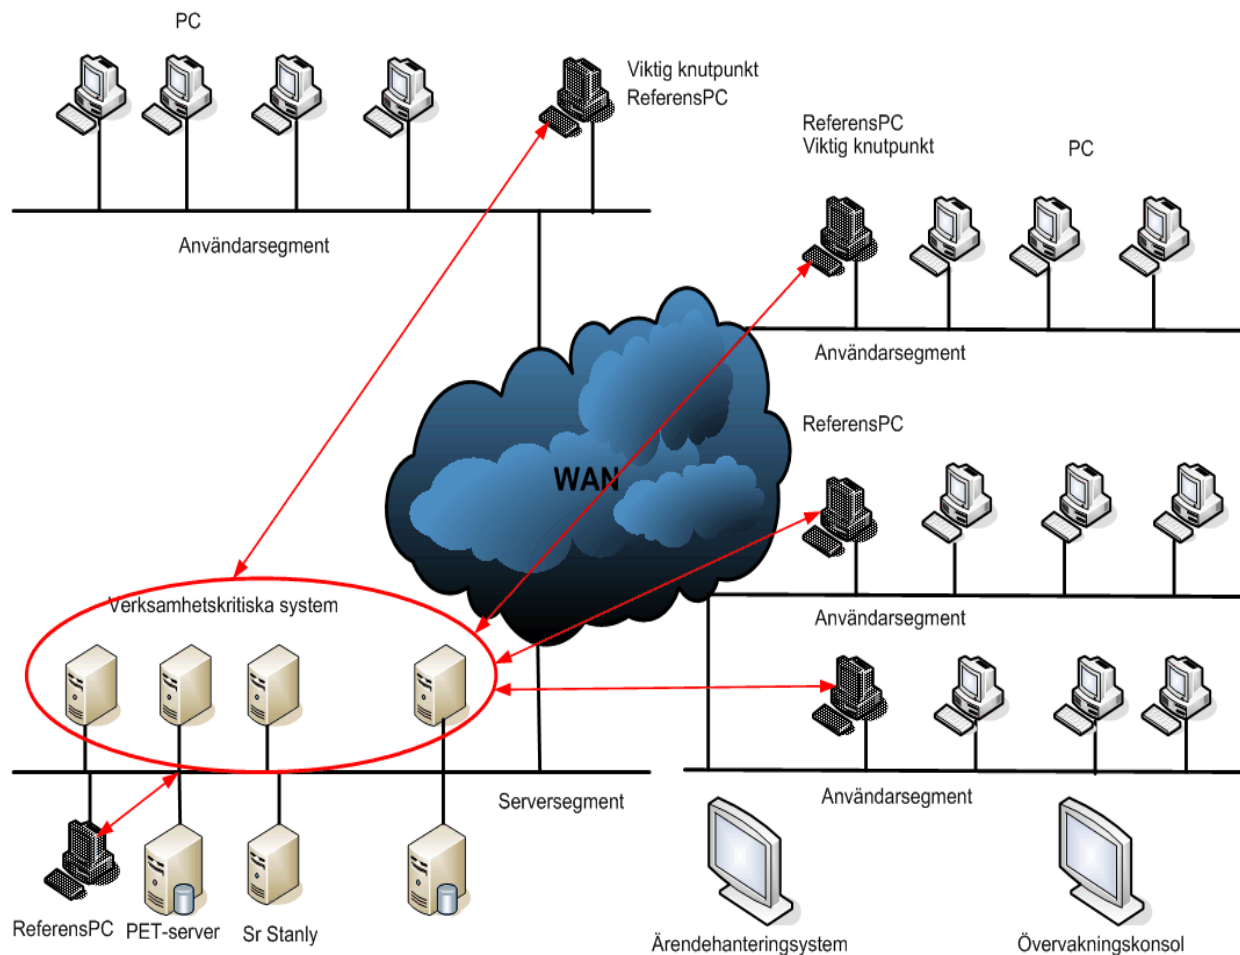 PC
Viktig knutpunkt
ReferensPC
ReferensPC
Viktig knutpunkt
PC
Användarsegment
Användarsegment
ReferensPC
WAN
Verksamhetskritiska system
Användarsegment
Serversegment
Användarsegment
ReferensPC
PET-server
Sr Stanly
Ärendehanteringsystem
Övervakningskonsol